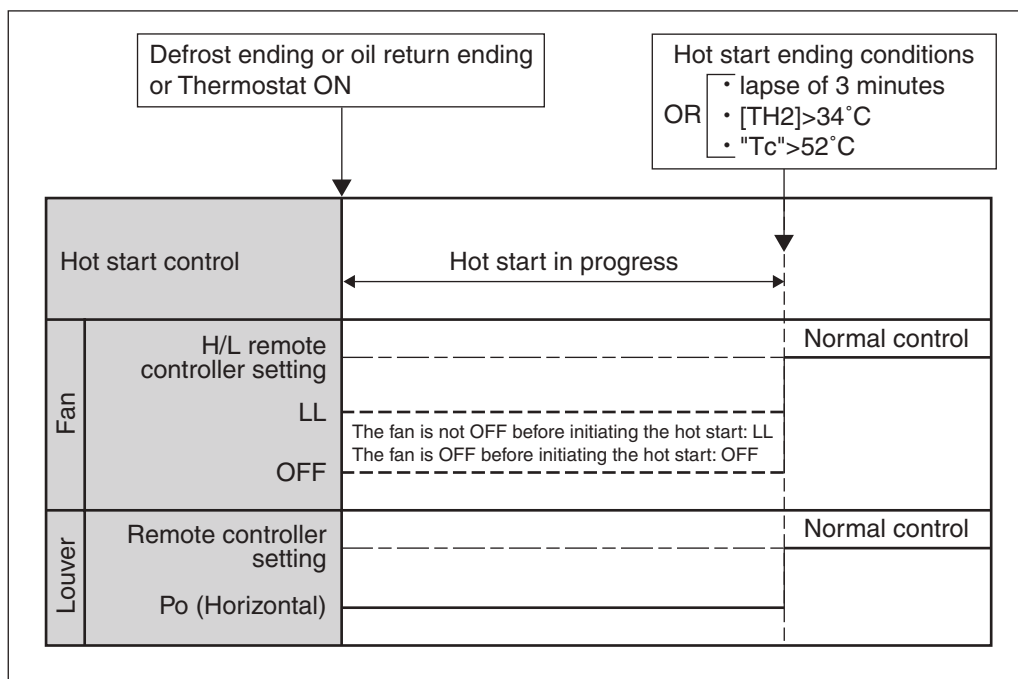 Defrost ending or oil return ending
or Thermostat ON
Hot start ending conditions
OR
・lapse of 3 minutes
・[TH2]>34˚C
・"Tc">52˚C
Hot start control
Hot start in progress
Fan
H/L remote
controller setting
Normal control
LL
The fan is not OFF before initiating the hot start: LL
The fan is OFF before initiating the hot start: OFF
OFF
Louver
Remote controller
setting
Normal control
Po (Horizontal)